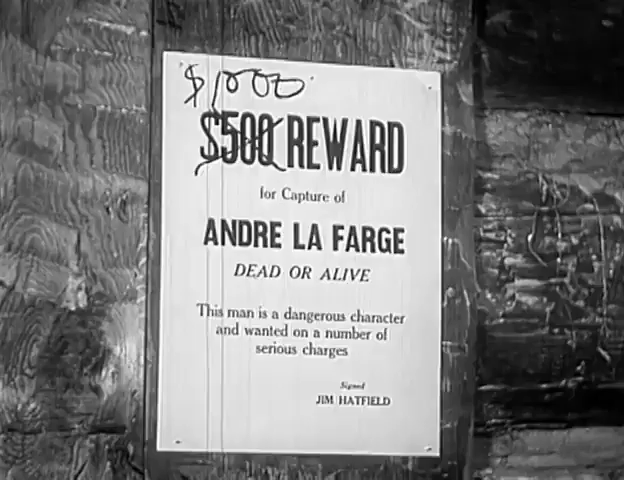 $1000
$500 REWARD
for Capture of
ANDRE LA FARGE
DEAD OR ALIVE
This man is a dangerous character
and wanted on a number of
serious charges
Signed
JIM HATFIELD